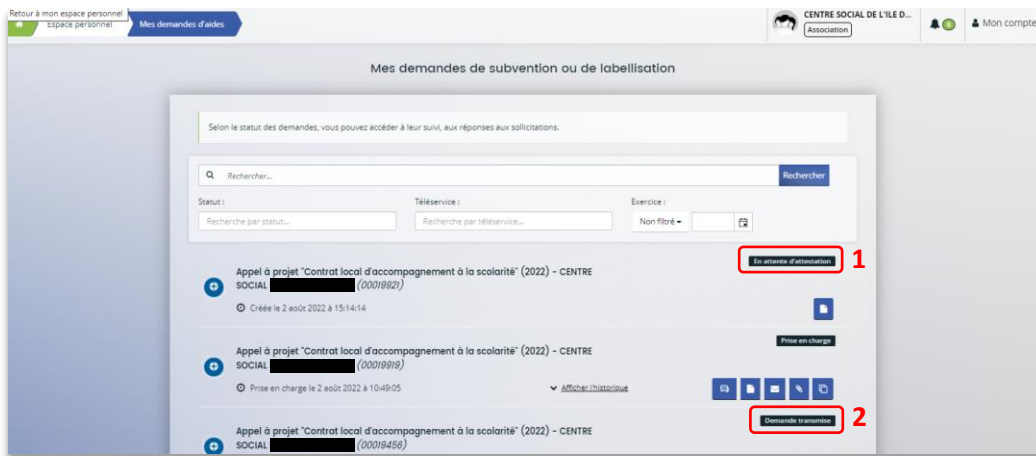 Retour à mon espace personnel
Espace personnel
Mes demandes d'aides
CENTRE SOCIAL DE L'ILE D...
Association
0
Mon compte
Mes demandes de subvention ou de labellisation
Selon le statut des demandes, vous pouvez accéder à leur suivi, aux réponses aux sollicitations.
Rechercher...
Rechercher
Statut :
Téléservice :
Exercice :
Recherche par statut...
Recherche par téléservice...
Non filtré
En attente d'attestation
1
Appel à projet "Contrat local d'accompagnement à la scolarité" (2022) - CENTRE
SOCIAL (00019921)
Créée le 2 août 2022 à 15:14:14
Prise en charge
Appel à projet "Contrat local d'accompagnement à la scolarité" (2022) - CENTRE
SOCIAL (00019919)
Prise en charge le 2 août 2022 à 10:49:05
Afficher l'historique
Demande transmise
2
Appel à projet "Contrat local d'accompagnement à la scolarité" (2022) - CENTRE
SOCIAL (00019456)